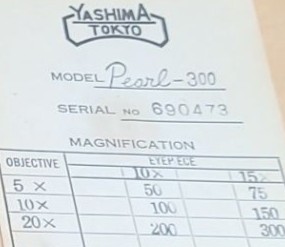 YASHIMA
TOKYO
MODEL Pearl-300
SERIAL NO 690473
MAGNIFICATION
OBJECTIVE EYEPIECE
10× 15×
5 × 50 75
10× 100 150
20× 200 300